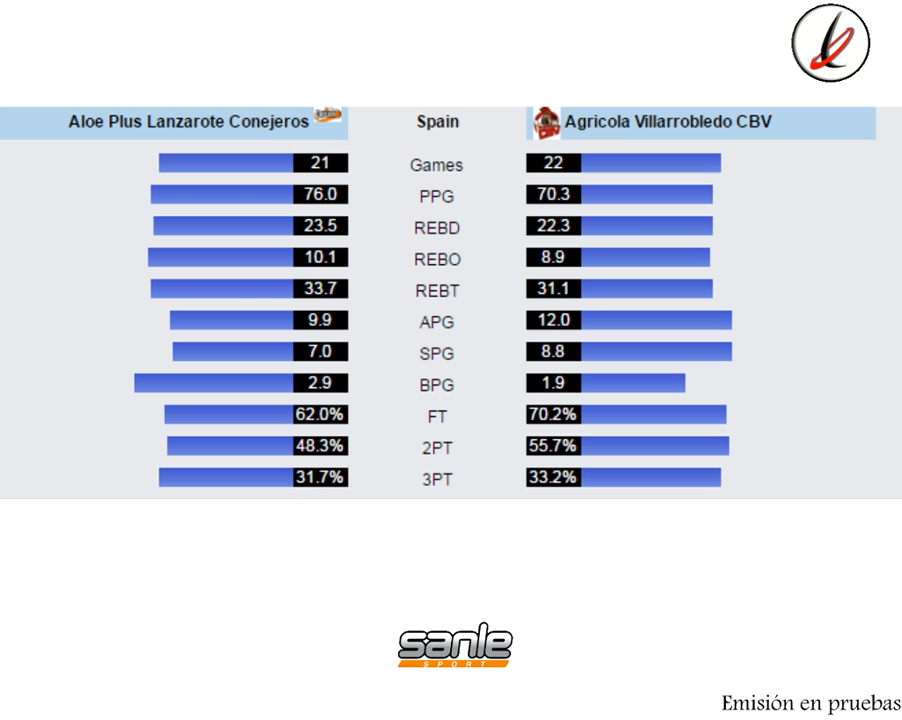 Aloe Plus Lanzarote Conejeros Spain Agricola Villarrobledo CBV
21 Games 22
76.0 PPG 70.3
23.5 REBD 22.3
10.1 REBO 8.9
33.7 REBT 31.1
9.9 APG 12.0
7.0 SPG 8.8
2.9 BPG 1.9
62.0% FT 70.2%
48.3% 2PT 55.7%
31.7% 3PT 33.2%
sanle
SPORT
Emisión en pruebas